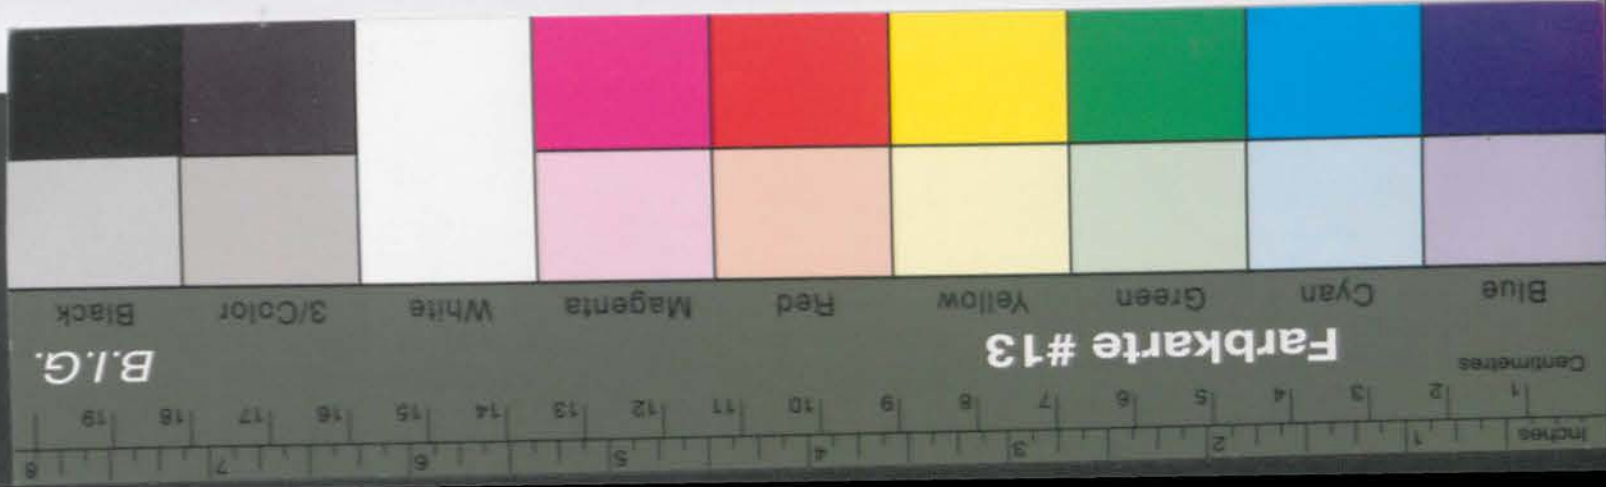 Inches 1 2 3 4 5 6 7 8
1 2 3 4 5 6 7 8 9 10 11 12 13 14 15 16 17 18 19
Centimetres
Farbkarte #13 B.I.G.
Blue Cyan Green Yellow Red Magenta White 3/Color Black